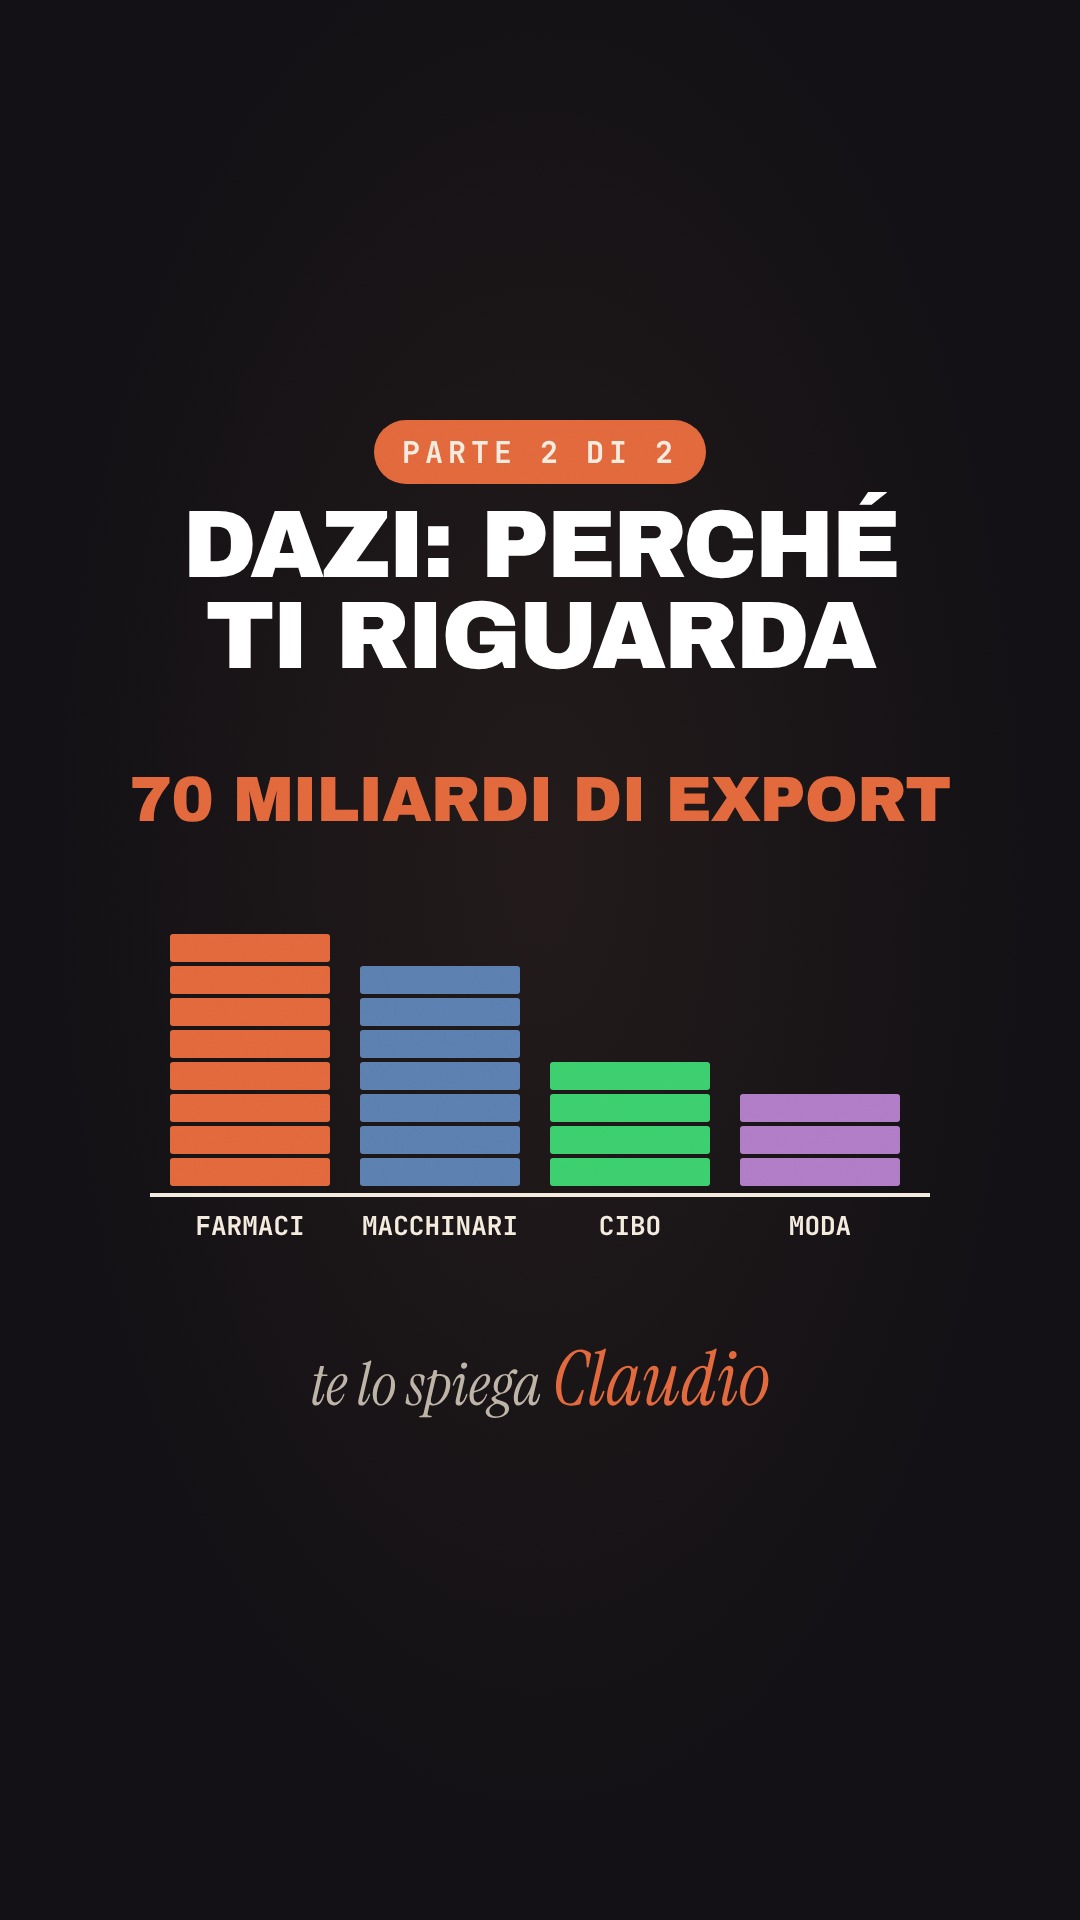 PARTE 2 DI 2
DAZI: PERCHÉ
TI RIGUARDA
70 MILIARDI DI EXPORT
FARMACI MACCHINARI CIBO MODA
te lo spiega Claudio